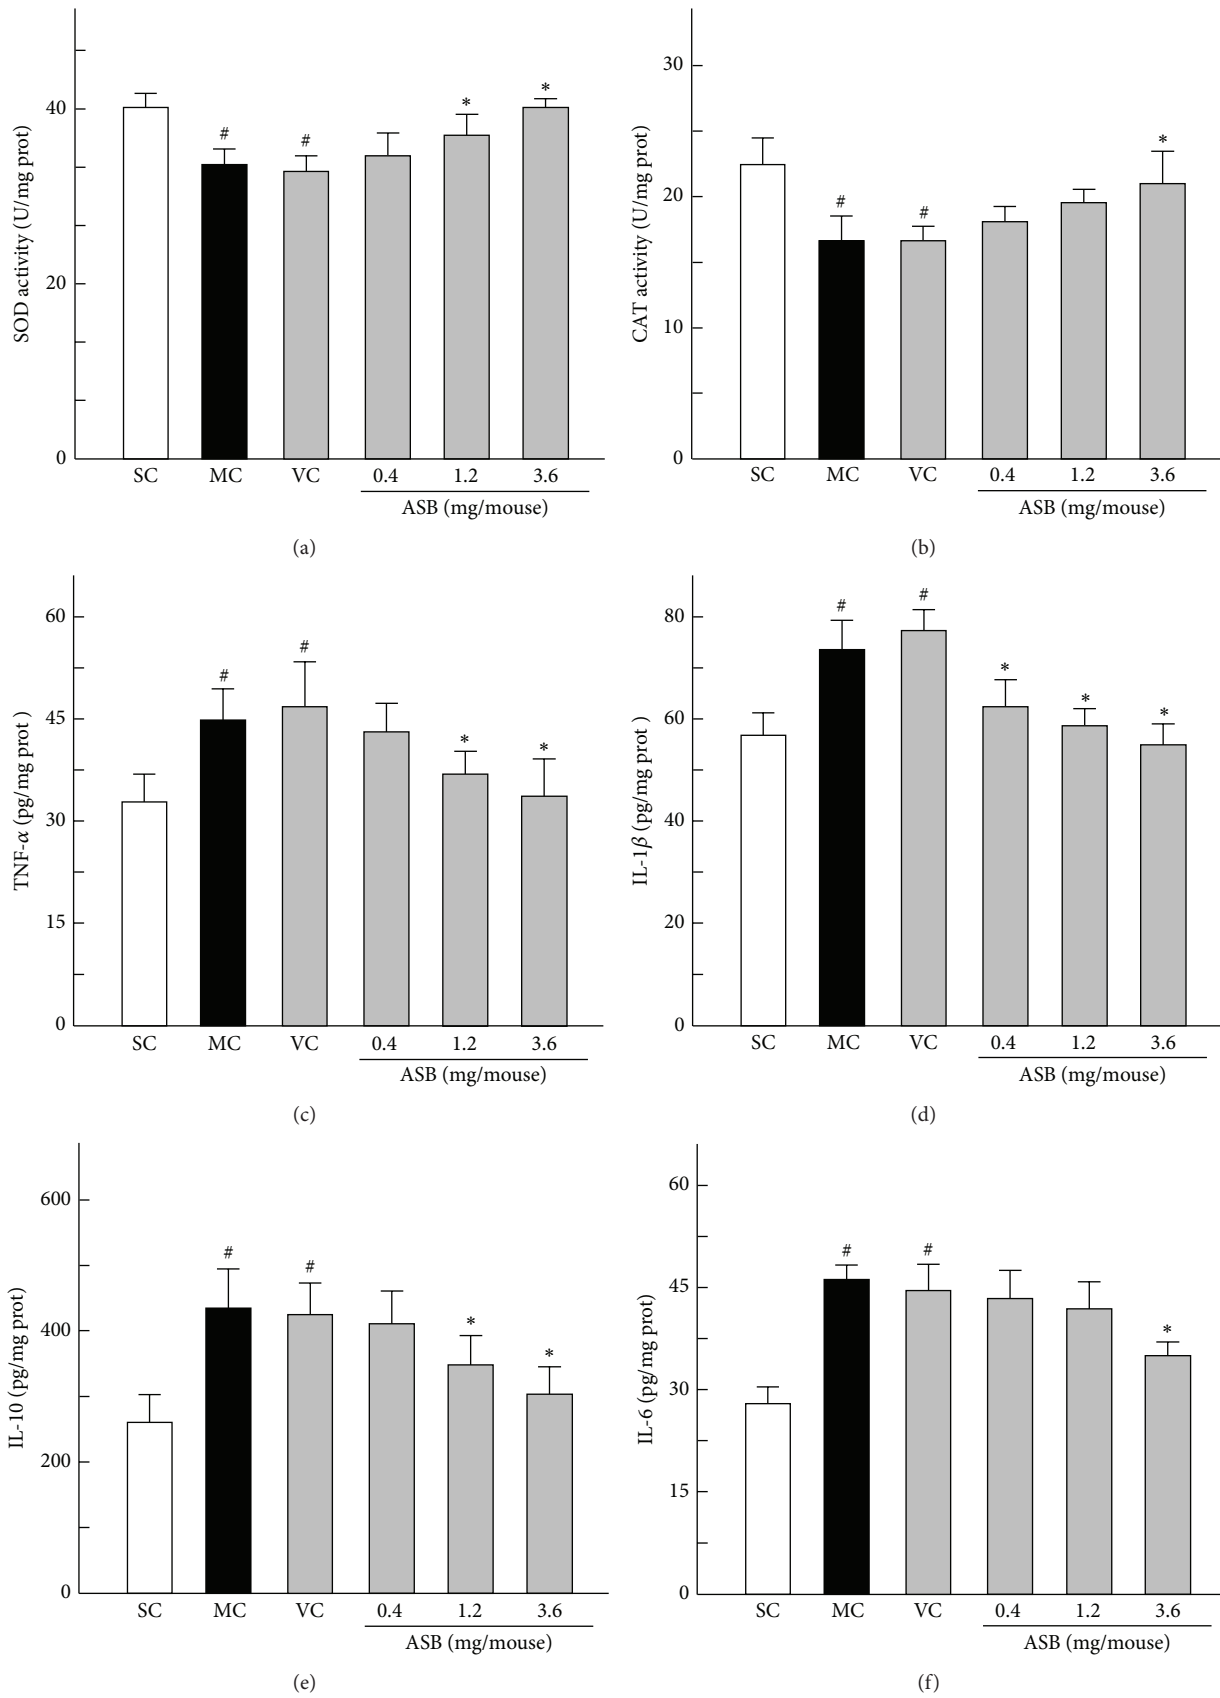 SOD activity (U/mg prot)
40
20
0
#
#
*
*
SC MC VC 0.4 1.2 3.6
ASB (mg/mouse)
(a)
CAT activity (U/mg prot)
30
20
10
0
#
#
*
SC MC VC 0.4 1.2 3.6
ASB (mg/mouse)
(b)
TNF-α (pg/mg prot )
60
45
30
15
0
#
#
*
*
SC MC VC 0.4 1.2 3.6
ASB (mg/mouse)
(c)
IL-1β (pg/mg prot )
80
60
40
20
0
#
#
*
*
*
SC MC VC 0.4 1.2 3.6
ASB (mg/mouse)
(d)
IL-10 (pg/mg prot)
600
400
200
0
#
#
*
*
SC MC VC 0.4 1.2 3.6
ASB (mg/mouse)
(e)
IL-6 (pg/mg prot)
60
45
30
15
0
#
#
*
SC MC VC 0.4 1.2 3.6
ASB (mg/mouse)
(f)